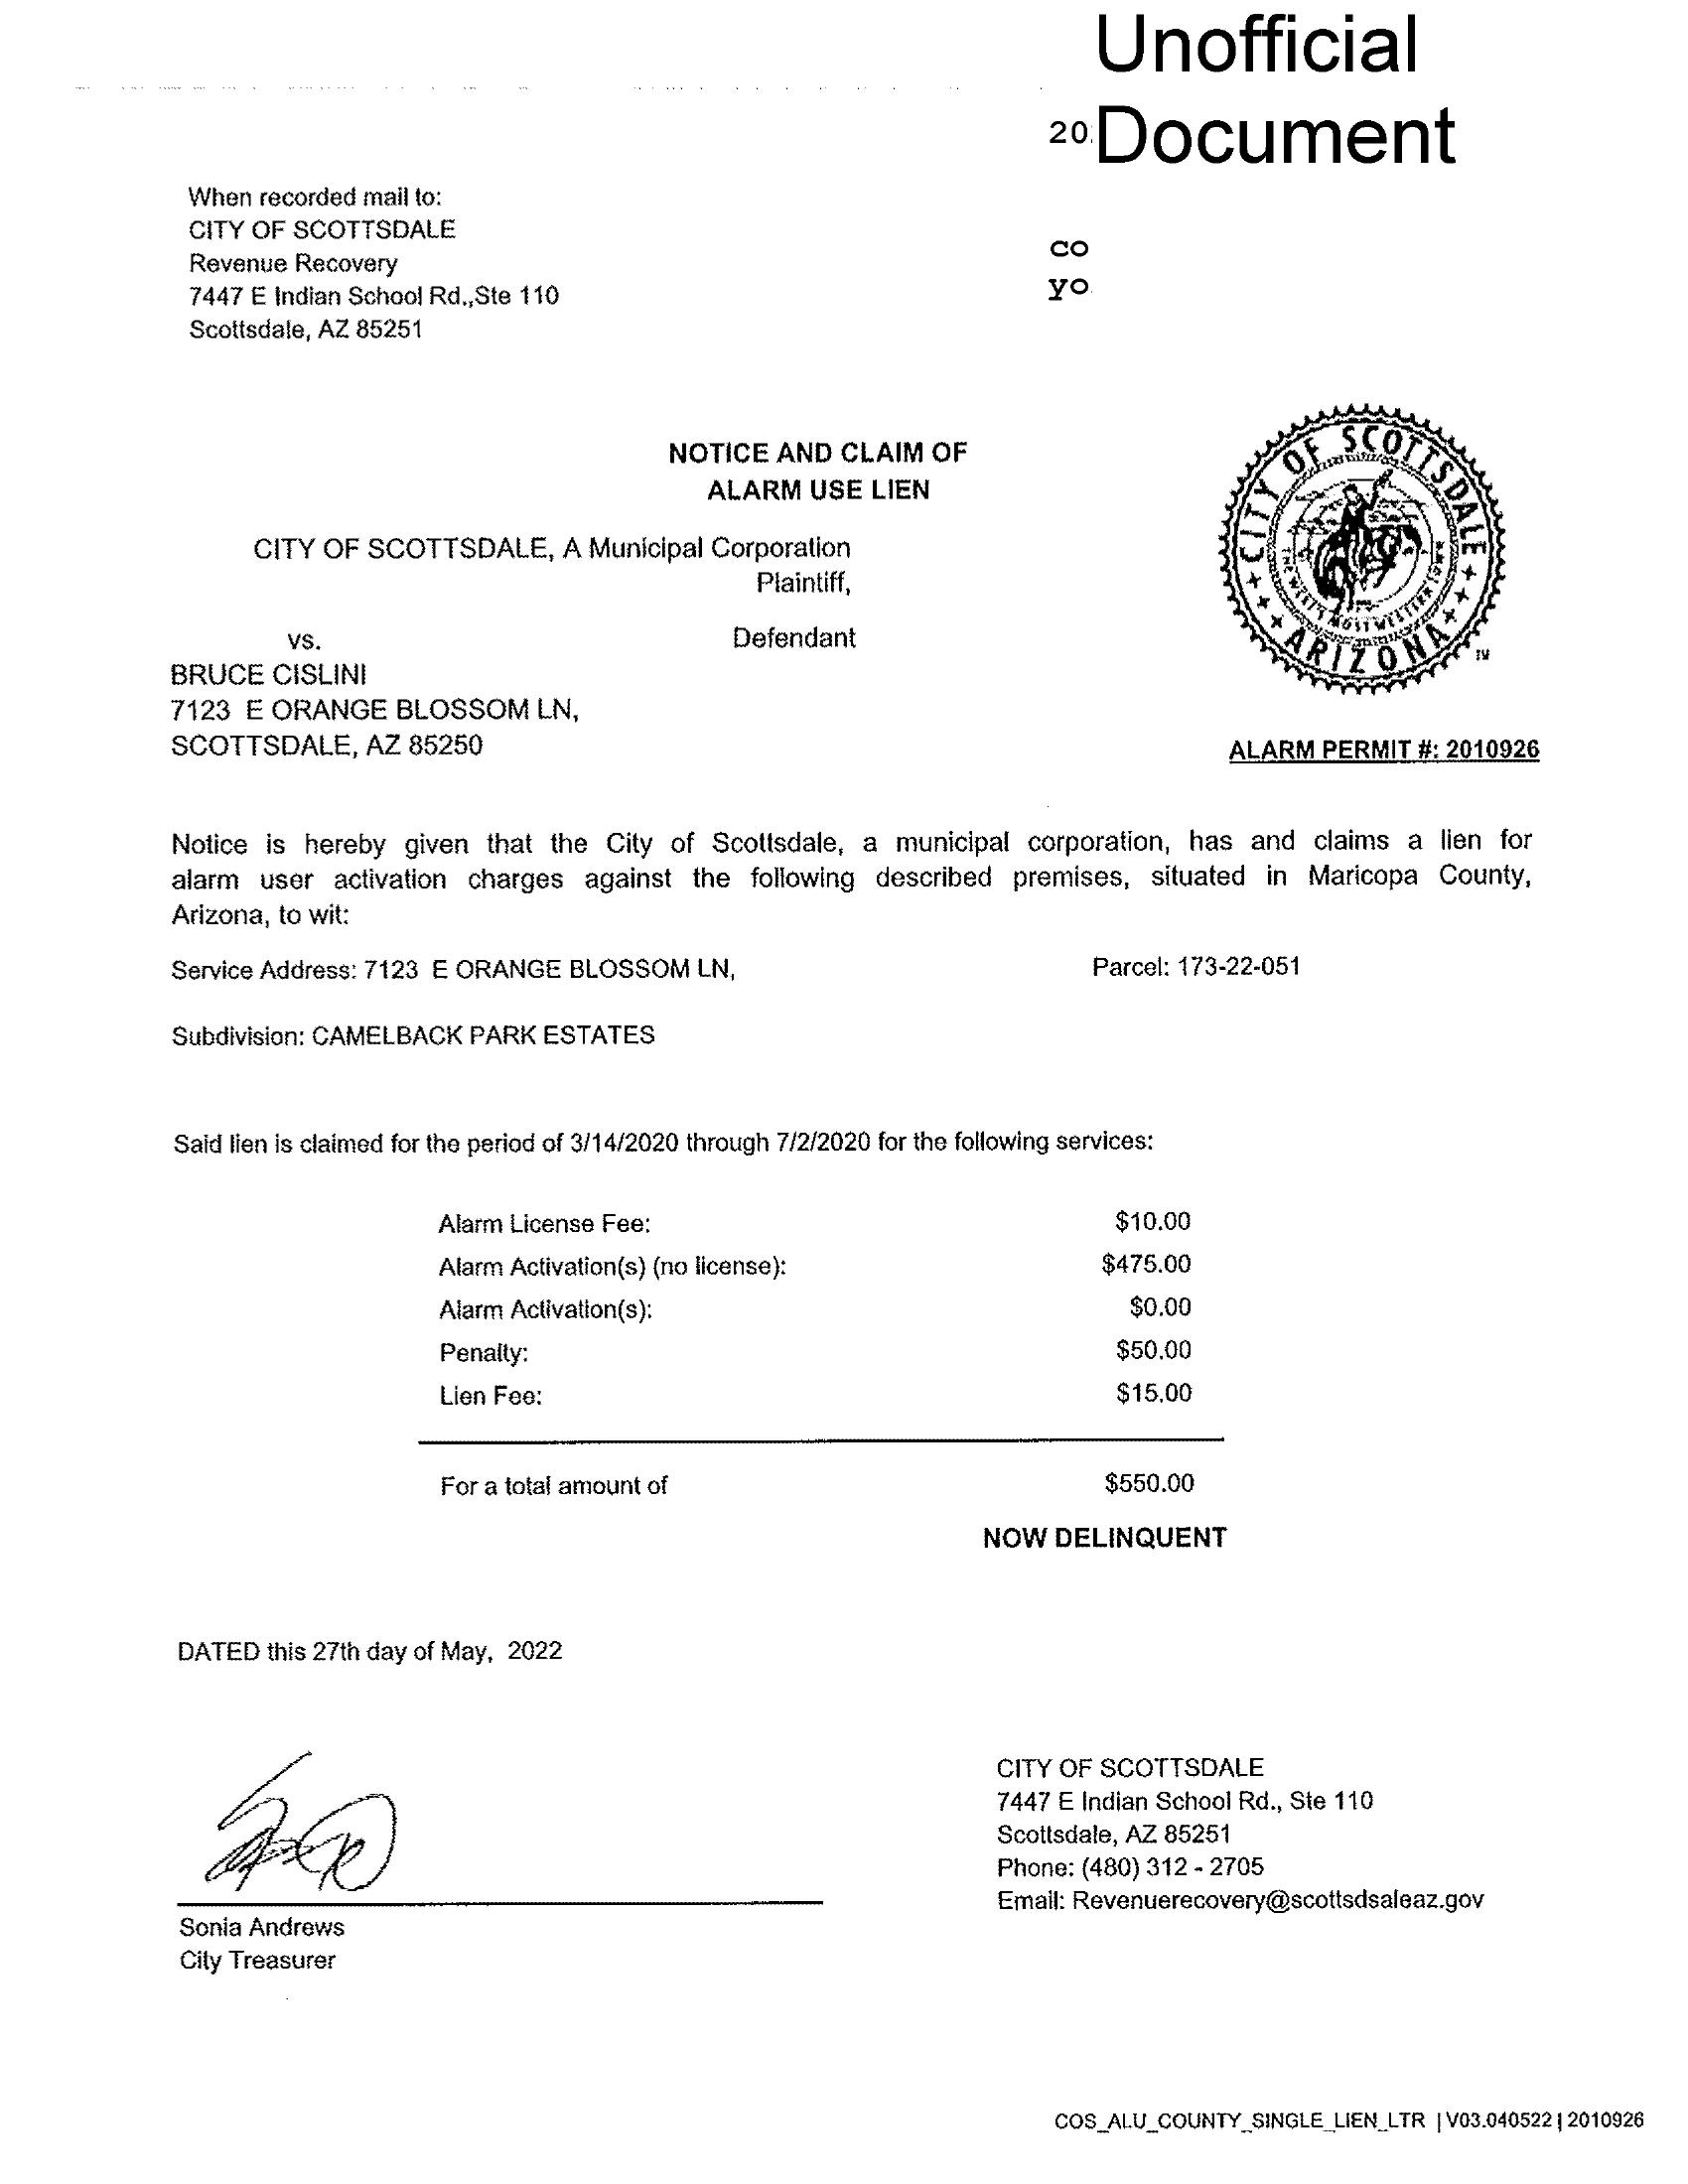 Unofficial
20 Document
When recorded mail to:
CITY OF SCOTTSDALE
Revenue Recovery
7447 E Indian School Rd.,Ste 110
Scottsdale, AZ 85251
co
yo
NOTICE AND CLAIM OF
ALARM USE LIEN
CITY OF SCOTTSDALE, A Municipal Corporation
Plaintiff,
vs. Defendant
BRUCE CISLINI
7123 E ORANGE BLOSSOM LN,
SCOTTSDALE, AZ 85250
CITY OF SCOTTSDALE
THE WEST'S MOST WESTERN TOWN
ARIZONA
TM
ALARM PERMIT #: 2010926
Notice is hereby given that the City of Scottsdale, a municipal corporation, has and claims a lien for
alarm user activation charges against the following described premises, situated in Maricopa County,
Arizona, to wit:
Service Address: 7123 E ORANGE BLOSSOM LN, Parcel: 173-22-051
Subdivision: CAMELBACK PARK ESTATES
Said lien is claimed for the period of 3/14/2020 through 7/2/2020 for the following services:
Alarm License Fee: $10.00
Alarm Activation(s) (no license): $475.00
Alarm Activation(s): $0.00
Penalty: $50.00
Lien Fee: $15.00
For a total amount of $550.00
NOW DELINQUENT
DATED this 27th day of May, 2022
Sonia Andrews
City Treasurer
CITY OF SCOTTSDALE
7447 E Indian School Rd., Ste 110
Scottsdale, AZ 85251
Phone: (480) 312 - 2705
Email: Revenuerecovery@scottsdsaleaz.gov
COS_ALU_COUNTY_SINGLE_LIEN_LTR | V03.040522 | 2010926